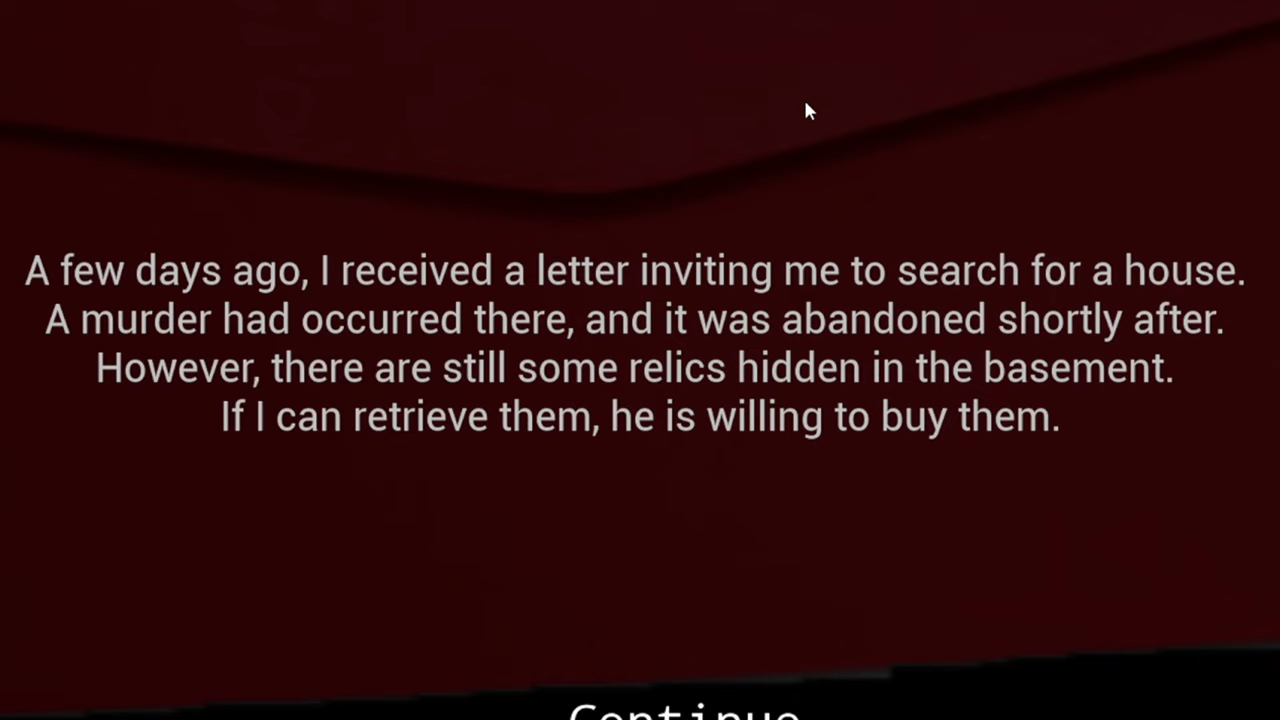 A few days ago, I received a letter inviting me to search for a house.
A murder had occurred there, and it was abandoned shortly after.
However, there are still some relics hidden in the basement.
If I can retrieve them, he is willing to buy them.
Continue